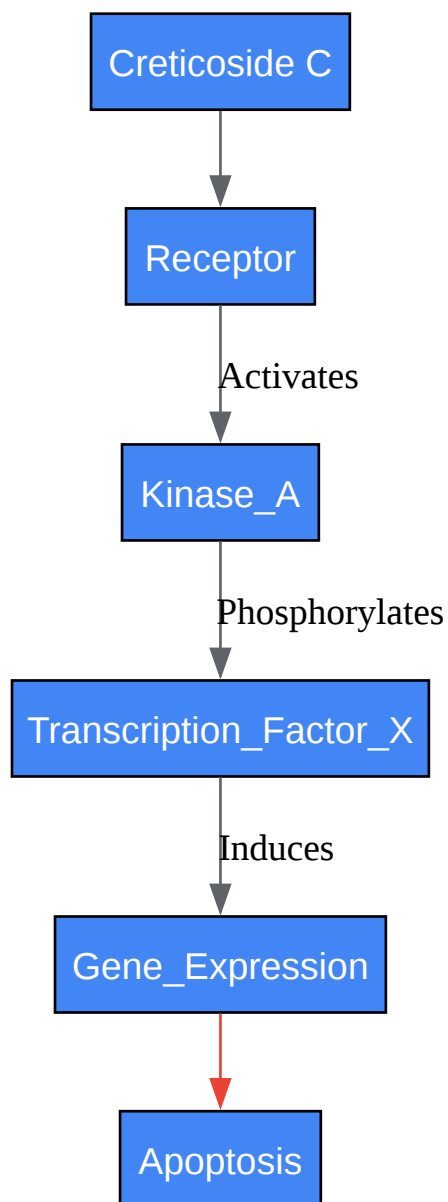 Creticoside C
Receptor
Activates
Kinase_A
Phosphorylates
Transcription_Factor_X
Induces
Gene_Expression
Apoptosis